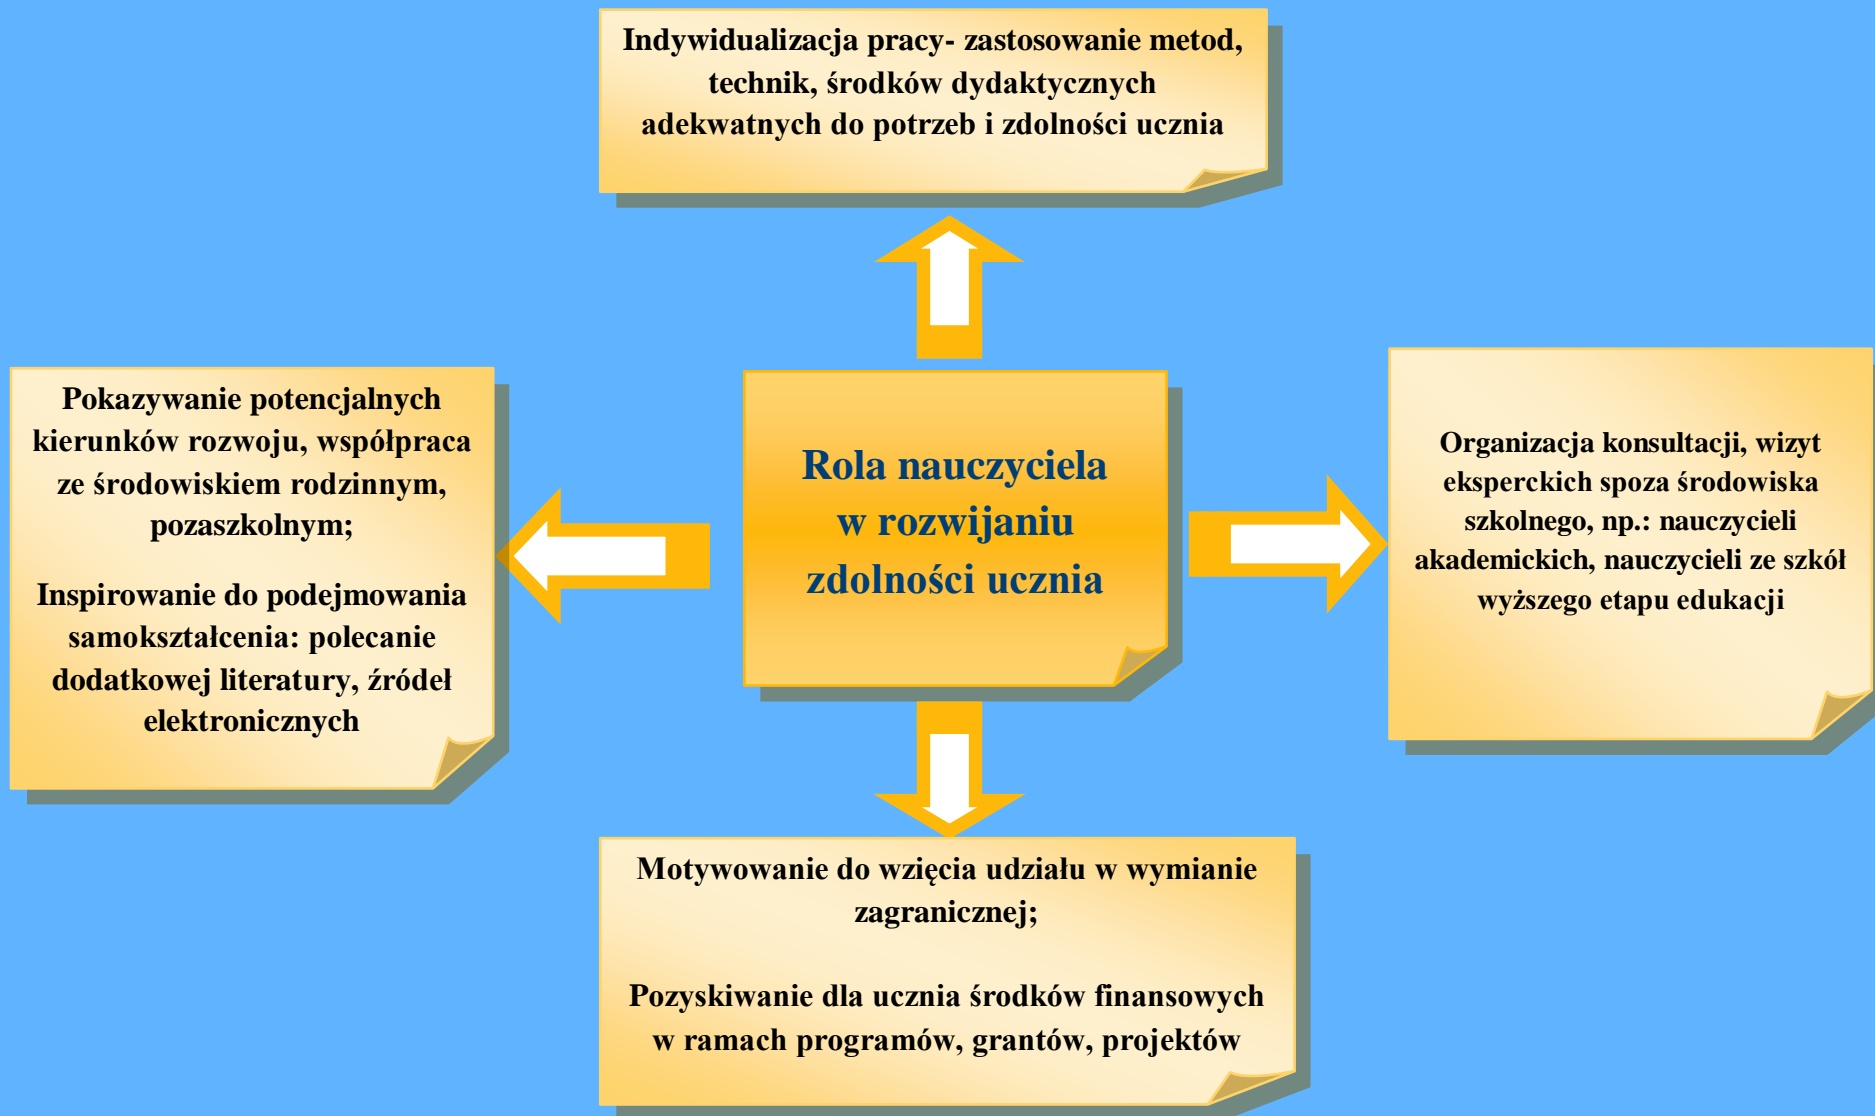 Indywidualizacja pracy- zastosowanie metod,
technik, środków dydaktycznych
adekwatnych do potrzeb i zdolności ucznia
Pokazywanie potencjalnych
kierunków rozwoju, współpraca
ze środowiskiem rodzinnym,
pozaszkolnym;
Inspirowanie do podejmowania
samokształcenia: polecanie
dodatkowej literatury, źródeł
elektronicznych
Rola nauczyciela
w rozwijaniu
zdolności ucznia
Organizacja konsultacji, wizyt
eksperckich spoza środowiska
szkolnego, np.: nauczycieli
akademickich, nauczycieli ze szkół
wyższego etapu edukacji
Motywowanie do wzięcia udziału w wymianie
zagranicznej;
Pozyskiwanie dla ucznia środków finansowych
w ramach programów, grantów, projektów